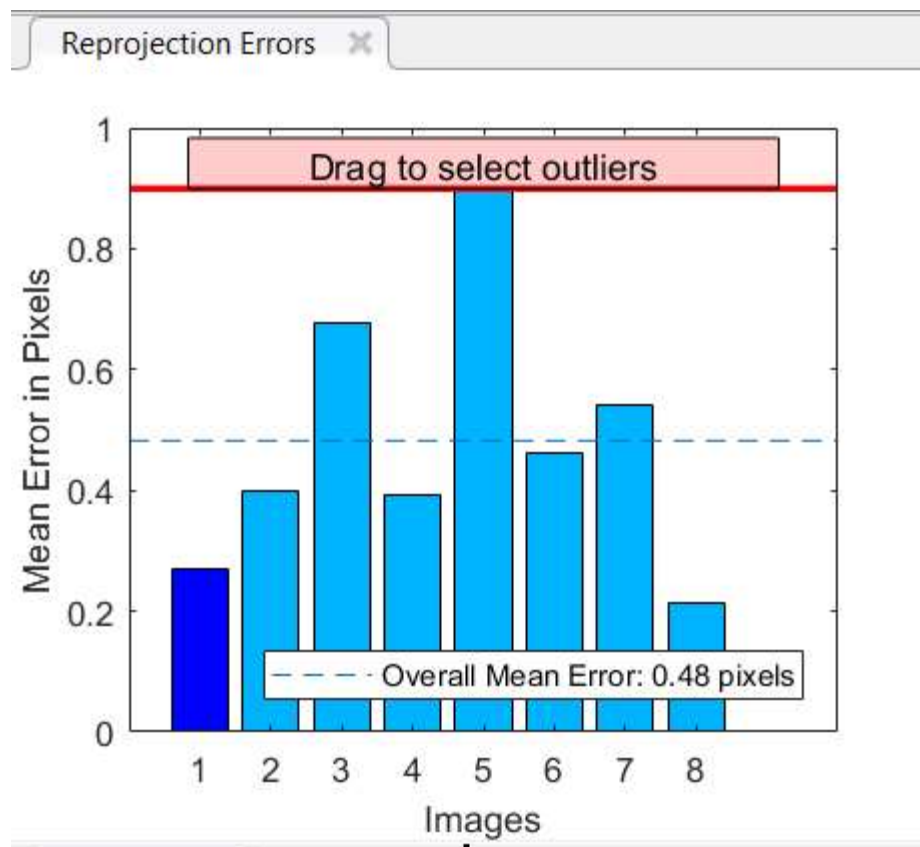 Reprojection Errors
1
Drag to select outliers
0.8
0.6
0.4
0.2
0
Mean Error in Pixels
Overall Mean Error: 0.48 pixels
1 2 3 4 5 6 7 8
Images